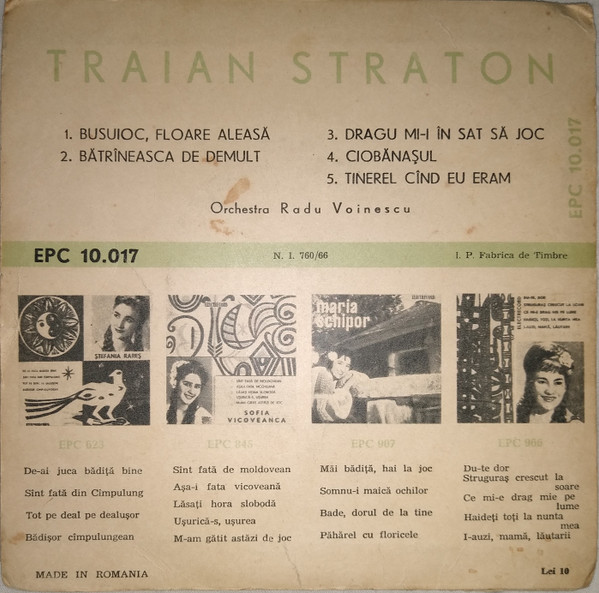 TRAIAN STRATON
1. BUSUIOC, FLOARE ALEASĂ
2. BĂTRÎNEASCA DE DEMULT
3. DRAGU MI-I ÎN SAT SĂ JOC
4. CIOBĂNAŞUL
5. TINEREL CÎND EU ERAM
Orchestra Radu Voinescu
EPC 10.017
EPC 10.017
N. I. 760/66
I. P. Fabrica de Timbre
ŞTEFANIA RAREŞ
SOFIA
VICOVEANCA
maria
schipor
EPC 845
EPC 907
De-ai juca bădiţă bine
Sînt fată din Cîmpulung
Tot pe deal pe dealuşor
Bădişor cîmpulungean
Sînt fată de moldovean
Aşa-i fata vicoveană
Lăsaţi hora slobodă
Uşurică-s, uşurea
M-am gătit astăzi de joc
Măi bădiţă, hai la joc
Somnu-i maică ochilor
Bade, dorul de la tine
Păhărel cu floricele
Du-te dor
Struguraş crescut la
soare
Ce mi-e drag mie pe
lume
Haideţi toţi la nunta
mea
I-auzi, mamă, lăutarii
MADE IN ROMANIA
Lei 10